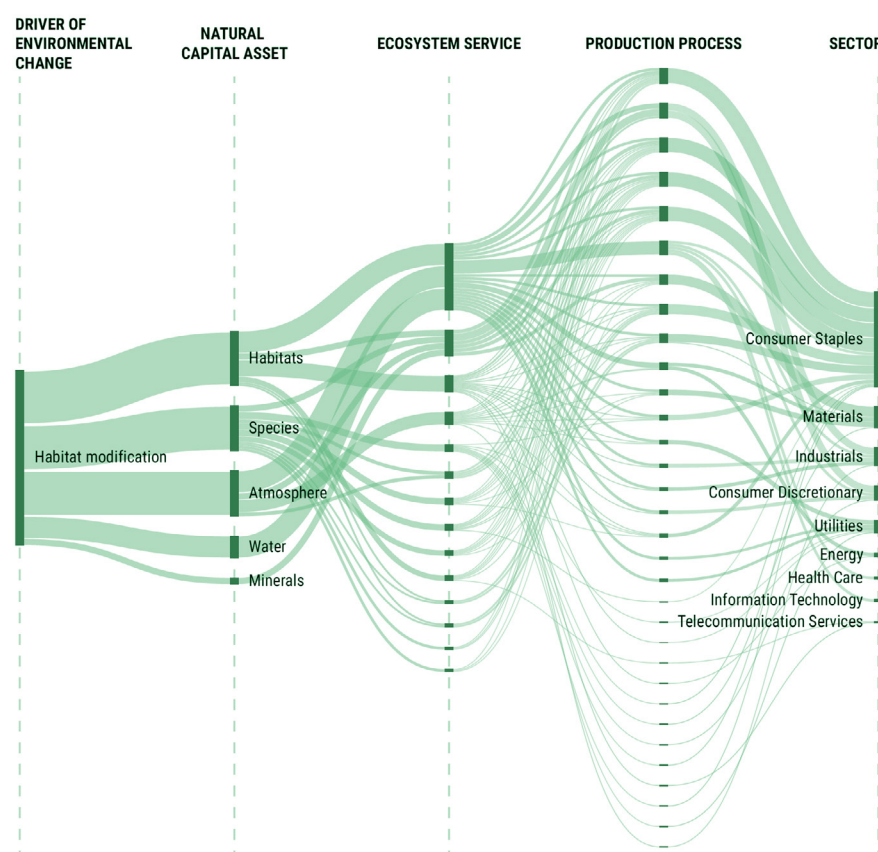 DRIVER OF
ENVIRONMENTAL
CHANGE
NATURAL
CAPITAL ASSET
ECOSYSTEM SERVICE
PRODUCTION PROCESS
SECTOR
Consumer Staples
Habitats
Materials
Species
Habitat modification
Industrials
Atmosphere
Consumer Discretionary
Utilities
Water
Energy
Minerals
Health Care
Information Technology
Telecommunication Services